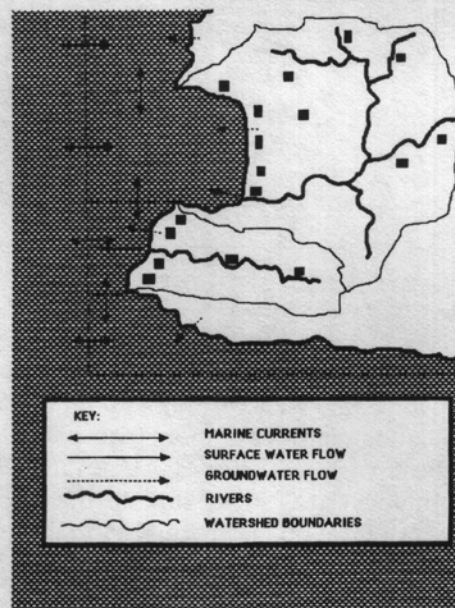 KEY:
MARINE CURRENTS
SURFACE WATER FLOW
GROUNDWATER FLOW
RIVERS
WATERSHED BOUNDARIES